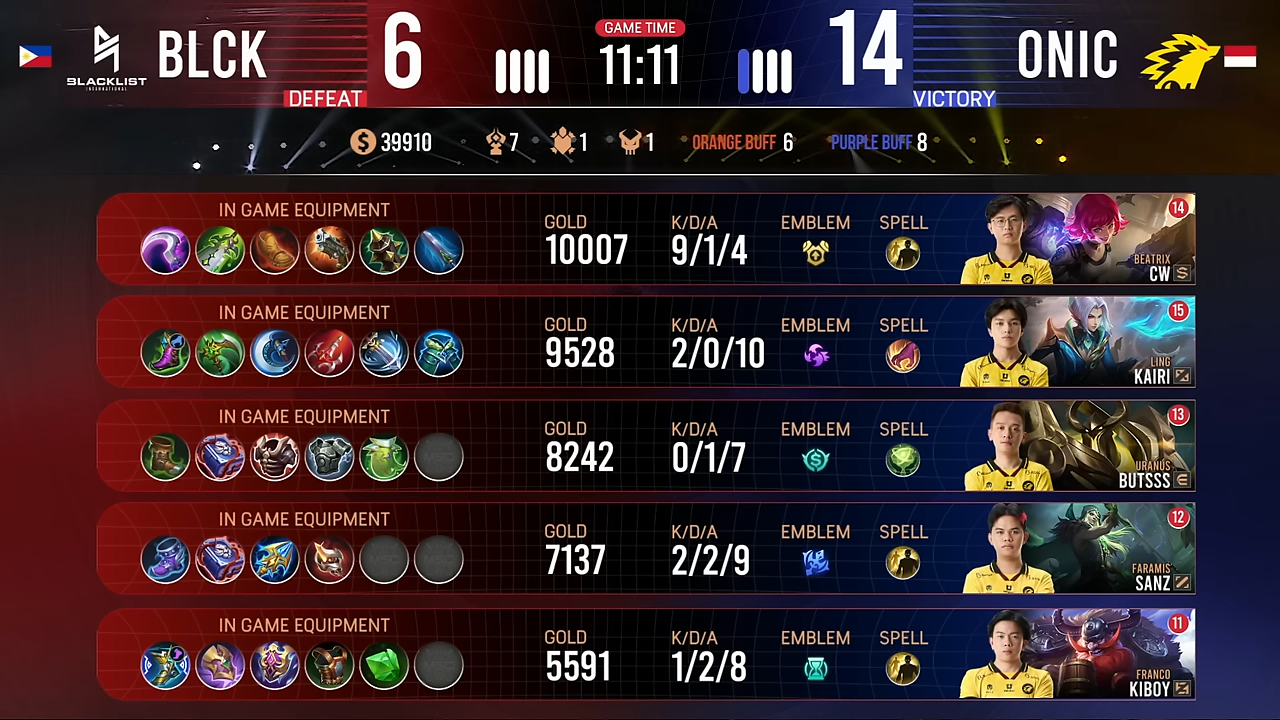 BLACKLIST
INTERNATIONAL
BLCK
6
DEFEAT
GAME TIME
11:11
14
VICTORY
ONIC
39910
7
1
1
ORANGE BUFF 6
PURPLE BUFF 8
IN GAME EQUIPMENT
GOLD
10007
K/D/A
9/1/4
EMBLEM
SPELL
14
BEATRIX
CW
IN GAME EQUIPMENT
GOLD
9528
K/D/A
2/0/10
EMBLEM
SPELL
15
LING
KAIRI
IN GAME EQUIPMENT
GOLD
8242
K/D/A
0/1/7
EMBLEM
SPELL
13
URANUS
BUTSSS
IN GAME EQUIPMENT
GOLD
7137
K/D/A
2/2/9
EMBLEM
SPELL
12
FARAMIS
SANZ
IN GAME EQUIPMENT
GOLD
5591
K/D/A
1/2/8
EMBLEM
SPELL
11
FRANCO
KIBOY